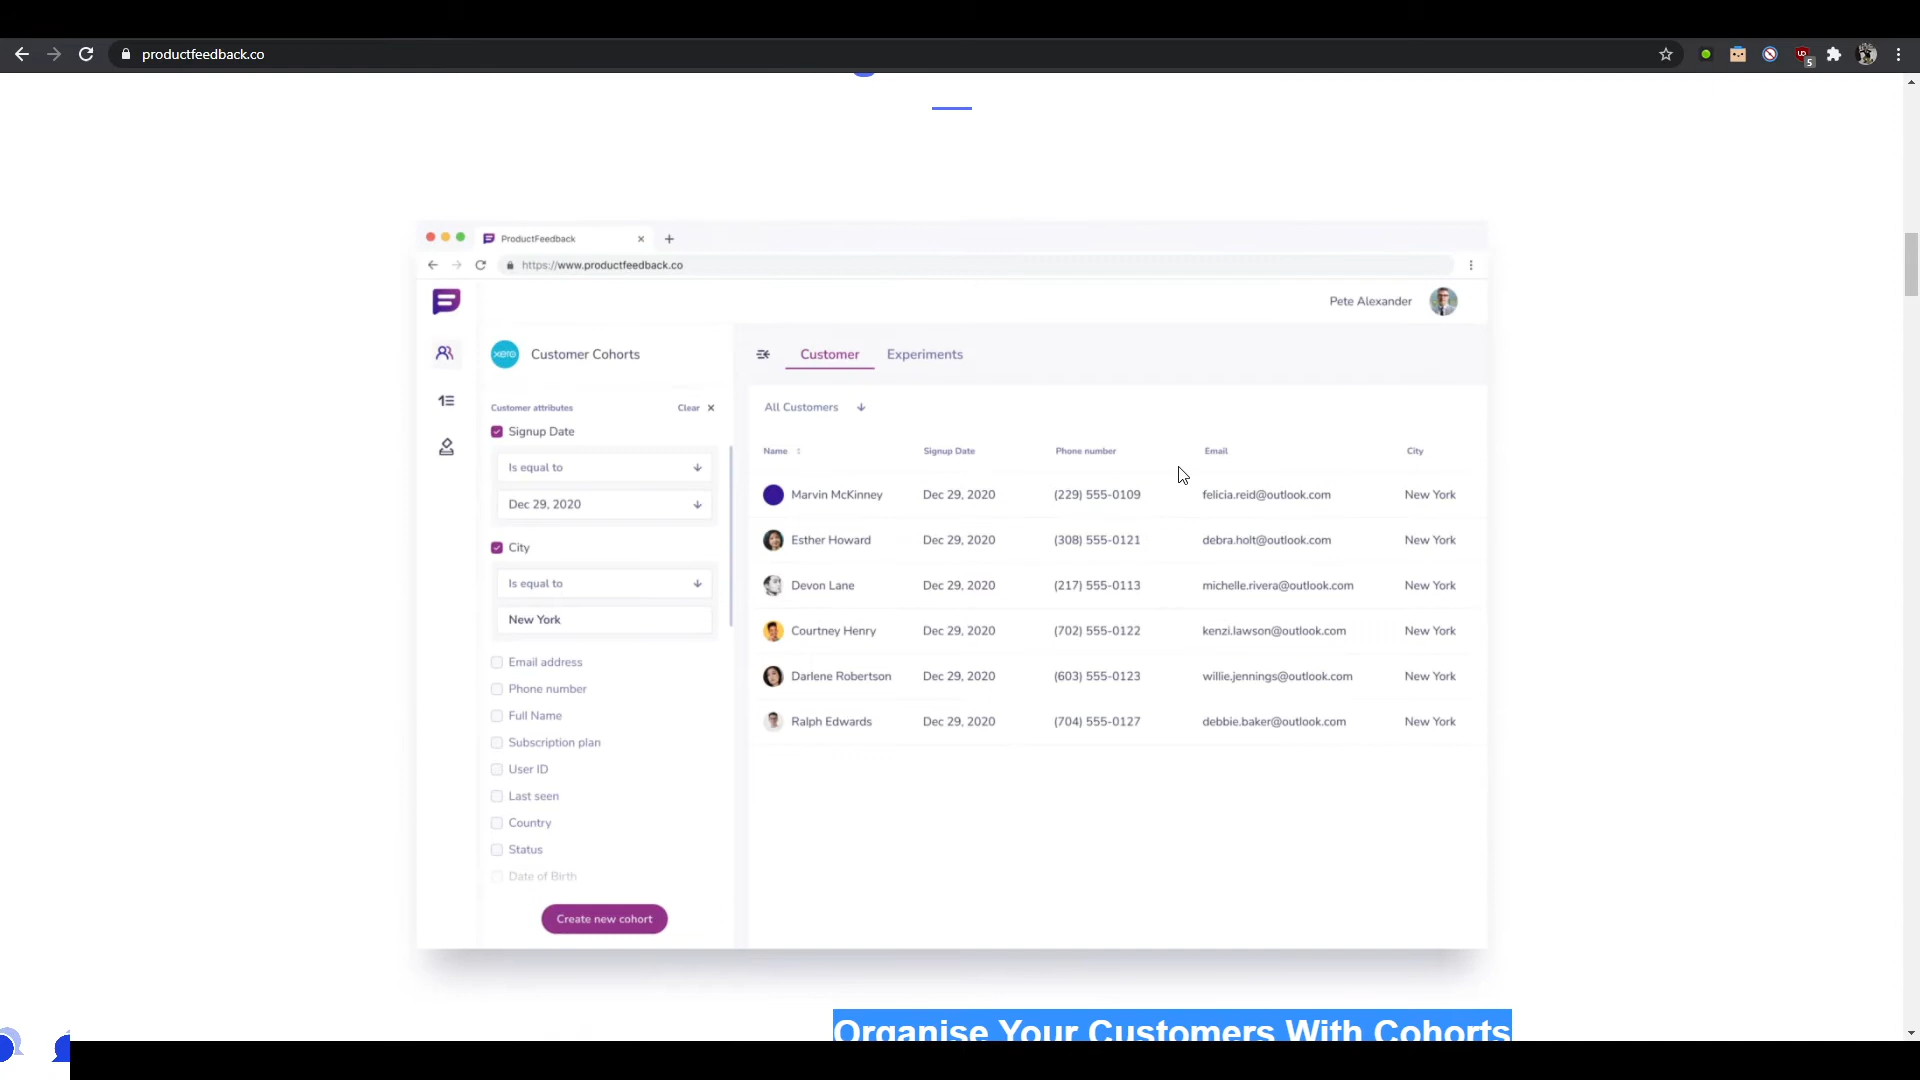 productfeedback.co
5
ProductFeedback
https://www.productfeedback.co
Pete Alexander
xero Customer Cohorts
Customer Experiments
Customer attributes Clear
Signup Date
Is equal to
Dec 29, 2020
City
Is equal to
New York
Email address
Phone number
Full Name
Subscription plan
User ID
Last seen
Country
Status
Date of Birth
Create new cohort
All Customers
Name Signup Date Phone number Email City
Marvin McKinney Dec 29, 2020 (229) 555-0109 felicia.reid@outlook.com New York
Esther Howard Dec 29, 2020 (308) 555-0121 debra.holt@outlook.com New York
Devon Lane Dec 29, 2020 (217) 555-0113 michelle.rivera@outlook.com New York
Courtney Henry Dec 29, 2020 (702) 555-0122 kenzi.lawson@outlook.com New York
Darlene Robertson Dec 29, 2020 (603) 555-0123 willie.jennings@outlook.com New York
Ralph Edwards Dec 29, 2020 (704) 555-0127 debbie.baker@outlook.com New York
Organise Your Customers With Cohorts